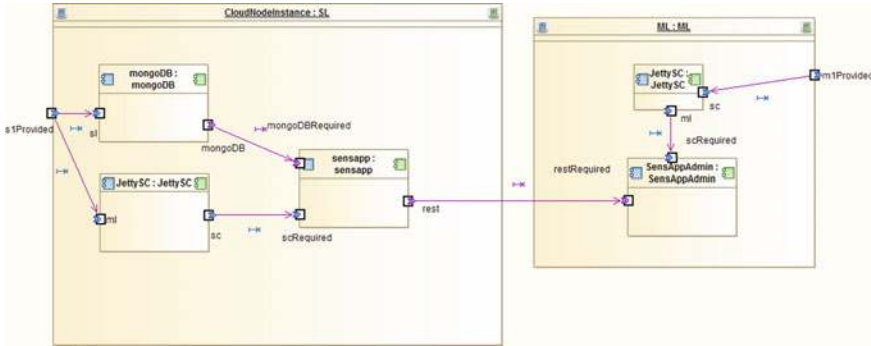 CloudNodeInstance : SL
mongoDB :
mongoDB
s1Provided
sl
mongoDB
mongoDBRequired
sensapp :
sensapp
JettySC : JettySC
ml
sc
scRequired
rest
ML : ML
JettySC :
JettySC
m1Provided
sc
ml
scRequired
restRequired
SensAppAdmin :
SensAppAdmin